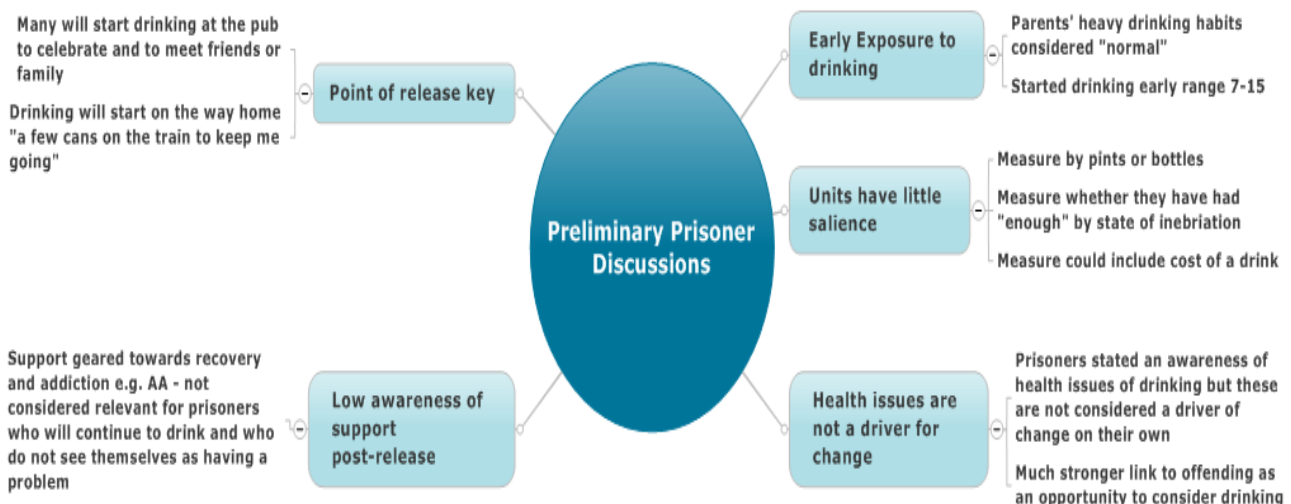 Many will start drinking at the pub
to celebrate and to meet friends or
family
Point of release key
Drinking will start on the way home
"a few cans on the train to keep me
going"
Preliminary Prisoner
Discussions
Early Exposure to
drinking
Parents' heavy drinking habits
considered "normal"
Started drinking early range 7-15
Units have little
salience
Measure by pints or bottles
Measure whether they have had
"enough" by state of inebriation
Measure could include cost of a drink
Support geared towards recovery
and addiction e.g. AA - not
considered relevant for prisoners
who will continue to drink and who
do not see themselves as having a
problem
Low awareness of
support
post-release
Health issues are
not a driver for
change
Prisoners stated an awareness of
health issues of drinking but these
are not considered a driver of
change on their own
Much stronger link to offending as
an opportunity to consider drinking